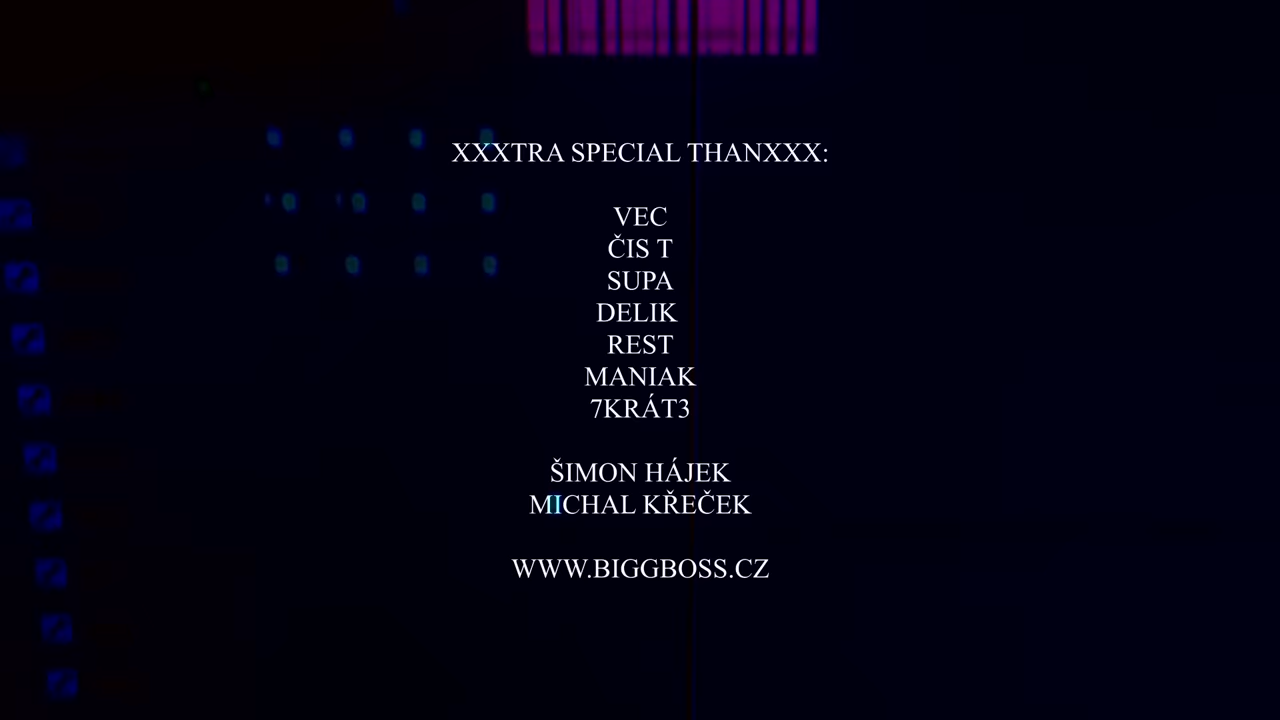 XXXTRA SPECIAL THANXXX:
VEC
ČIS T
SUPA
DELIK
REST
MANIAK
7KRÁT3
ŠIMON HÁJEK
MICHAL KŘEČEK
WWW.BIGGBOSS.CZ